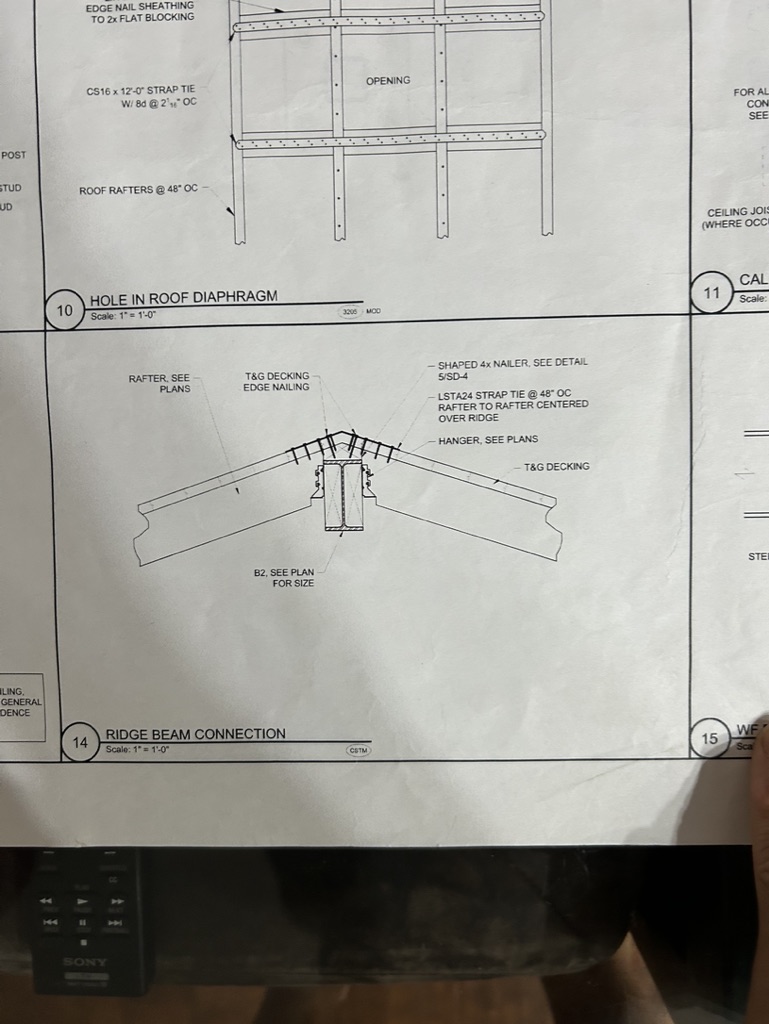 EDGE NAIL SHEATHING
TO 2x FLAT BLOCKING
CS16 x 12'-0" STRAP TIE
W/ 8d @ 2 1/16" OC
OPENING
ROOF RAFTERS @ 48" OC
POST
STUD
UD
FOR AL
CON
SEE
CEILING JOIS
(WHERE OCCU
10
HOLE IN ROOF DIAPHRAGM
Scale: 1" = 1'-0"
3205 MOD
11
CAL
Scale:
RAFTER, SEE
PLANS
T&G DECKING
EDGE NAILING
SHAPED 4x NAILER, SEE DETAIL
5/SD-4
LSTA24 STRAP TIE @ 48" OC
RAFTER TO RAFTER CENTERED
OVER RIDGE
HANGER, SEE PLANS
T&G DECKING
B2, SEE PLAN
FOR SIZE
STE
ILING,
GENERAL
DENCE
14
RIDGE BEAM CONNECTION
Scale: 1" = 1'-0"
CSTM
15
WF
Sca
SONY